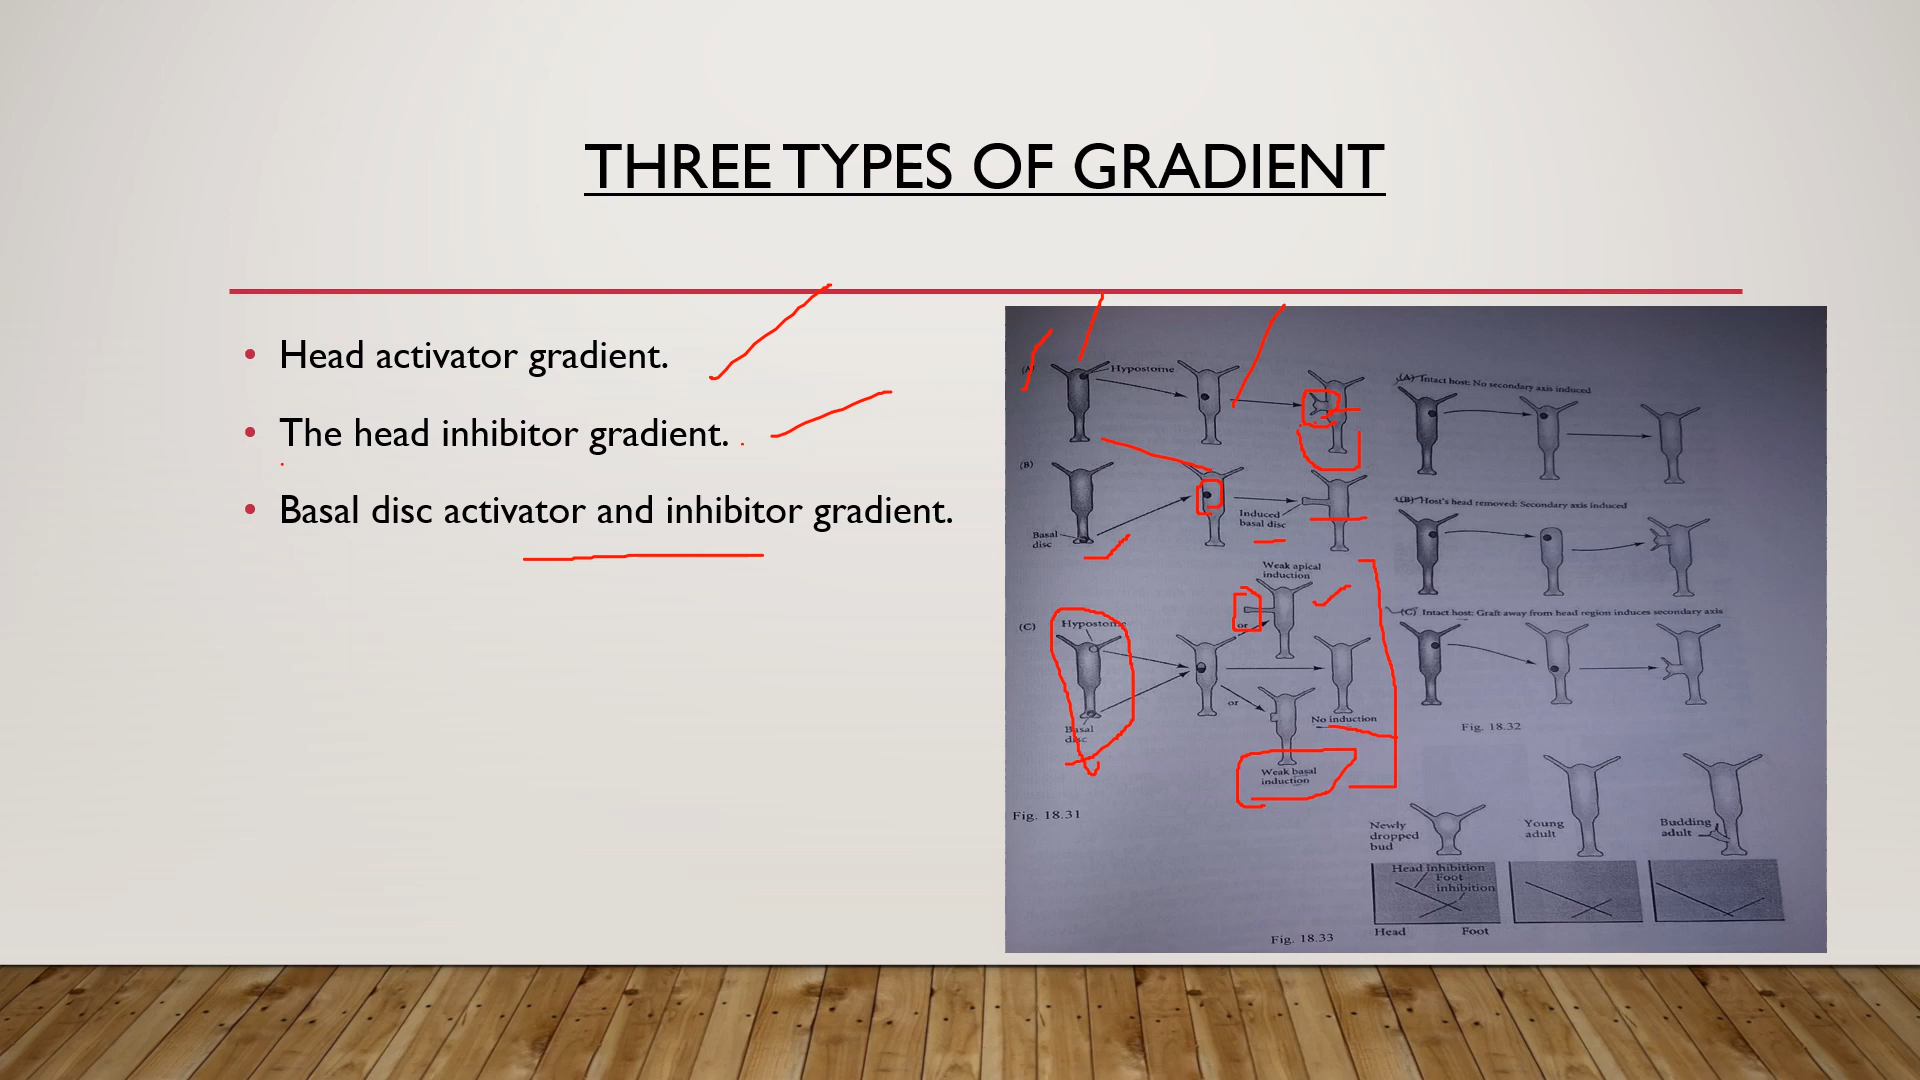 THREE TYPES OF GRADIENT
• Head activator gradient.
• The head inhibitor gradient.
• Basal disc activator and inhibitor gradient.
(A)
Hypostome
(B)
Basal
disc
Induced
basal disc
Weak apical
induction
(C)
Hypostome
or
Basal
disc
or
No induction
Weak basal
induction
Fig. 18.31
(A) Intact host: No secondary axis induced
(B) Host's head removed: Secondary axis induced
(C) Intact host: Graft away from head region induces secondary axis
Fig. 18.32
Newly
dropped
bud
Young
adult
Budding
adult
Head Inhibition
Foot
inhibition
Head Foot
Fig. 18.33